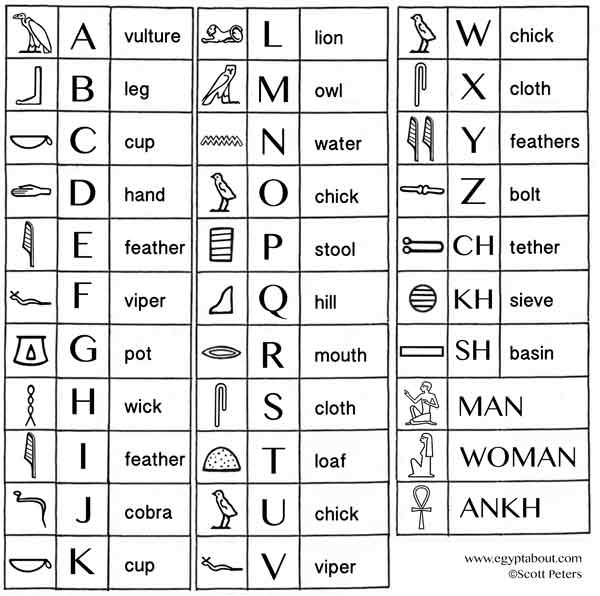 A vulture
B leg
C cup
D hand
E feather
F viper
G pot
H wick
I feather
J cobra
K cup
L lion
M owl
N water
O chick
P stool
Q hill
R mouth
S cloth
T loaf
U chick
V viper
W chick
X cloth
Y feathers
Z bolt
CH tether
KH sieve
SH basin
MAN
WOMAN
ANKH
www.egyptabout.com
©Scott Peters